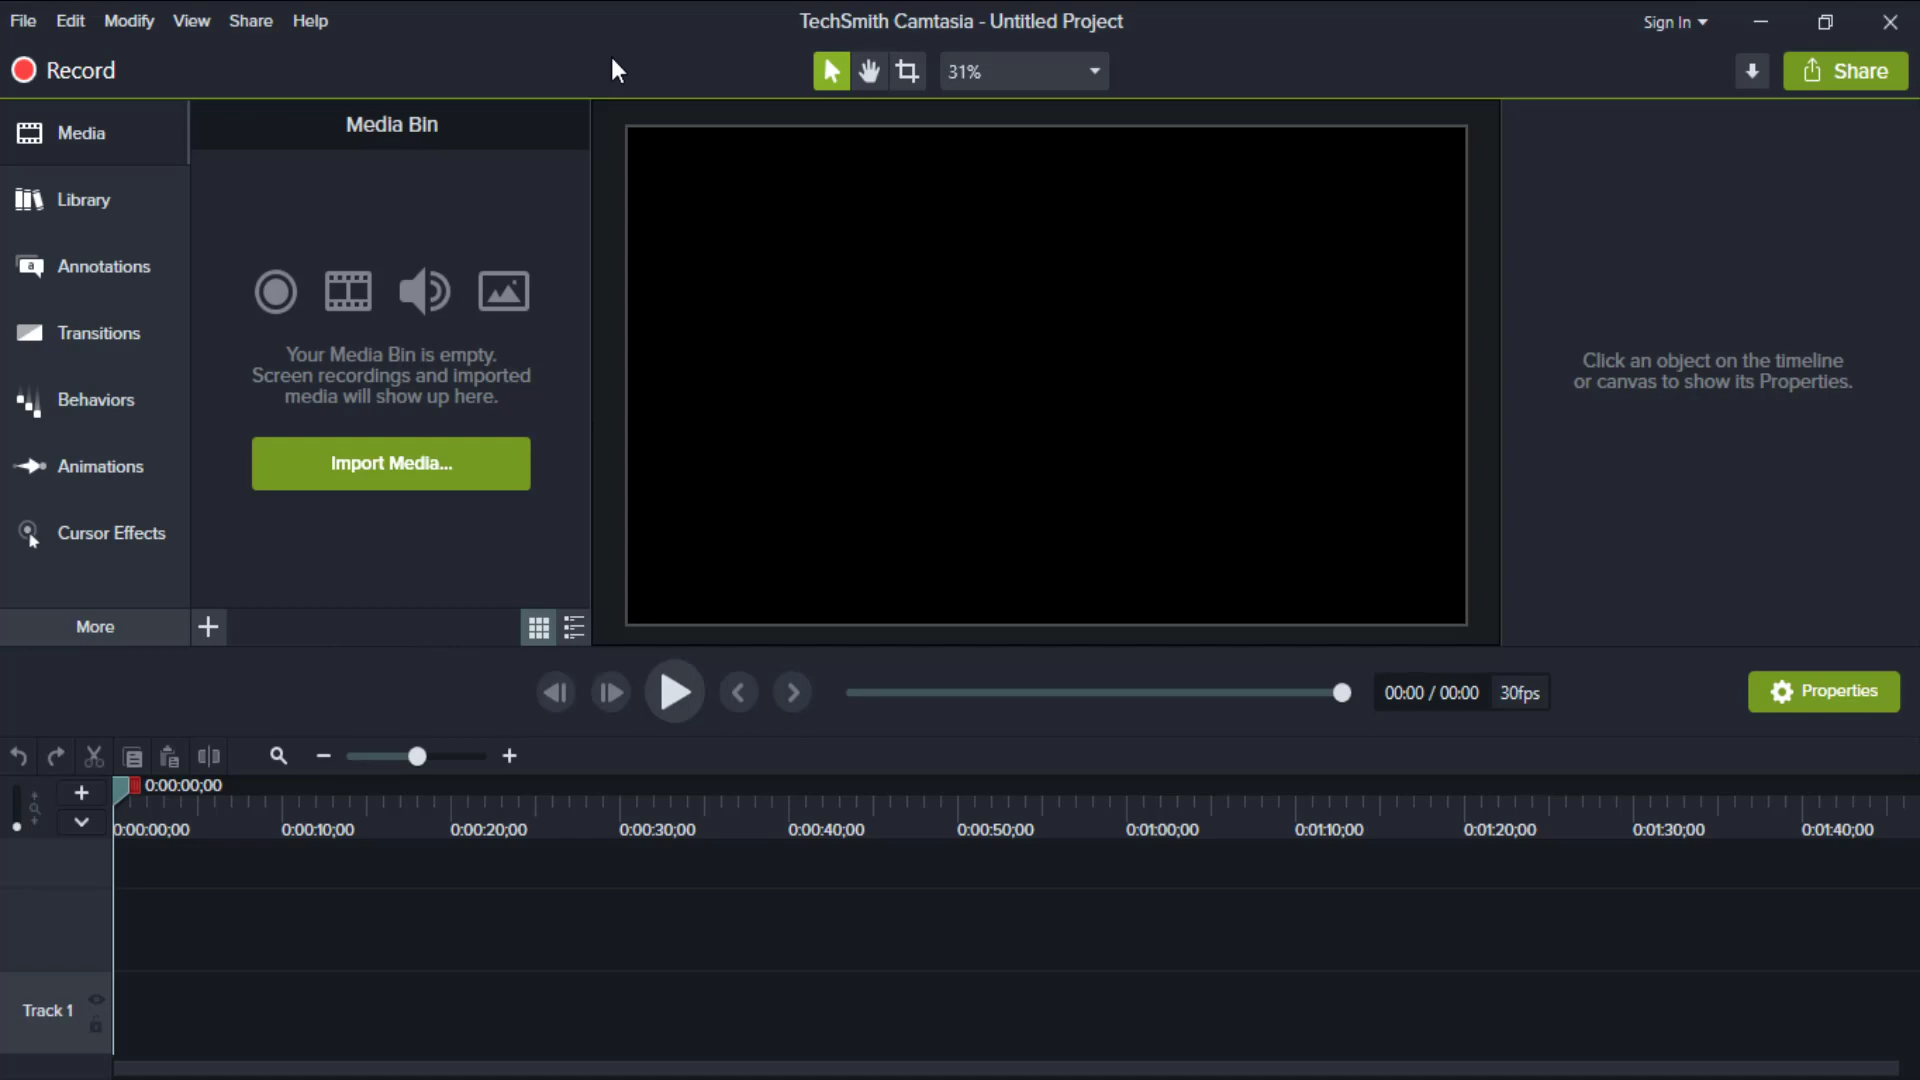 File Edit Modify View Share Help
TechSmith Camtasia - Untitled Project
Sign In
Record
31%
Share
Media
Library
Annotations
Transitions
Behaviors
Animations
Cursor Effects
More
Media Bin
Your Media Bin is empty.
Screen recordings and imported
media will show up here.
Import Media...
Click an object on the timeline
or canvas to show its Properties.
00:00 / 00:00 30fps
Properties
0:00:00;00
0:00:00;00 0:00:10;00 0:00:20;00 0:00:30;00 0:00:40;00 0:00:50;00 0:01:00;00 0:01:10;00 0:01:20;00 0:01:30;00 0:01:40;00
Track 1